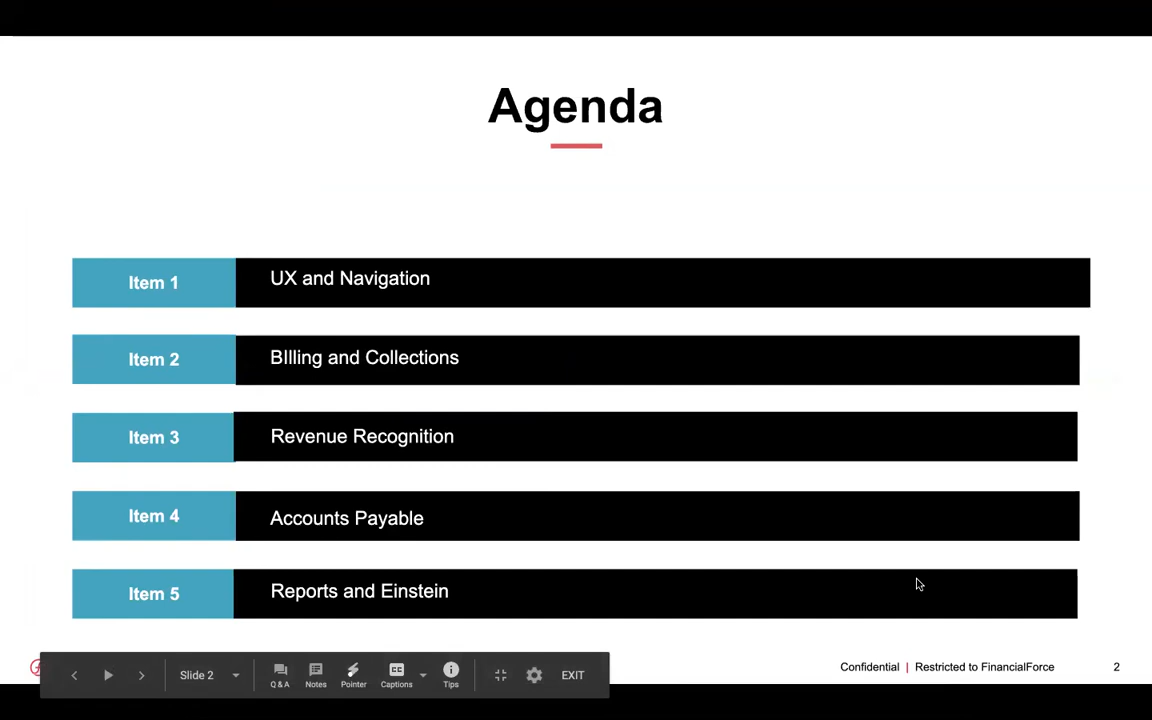 Agenda
Item 1 UX and Navigation
Item 2 BIlling and Collections
Item 3 Revenue Recognition
Item 4 Accounts Payable
Item 5 Reports and Einstein
Slide 2 Q & A Notes Pointer CC Captions Tips EXIT
Confidential | Restricted to FinancialForce 2